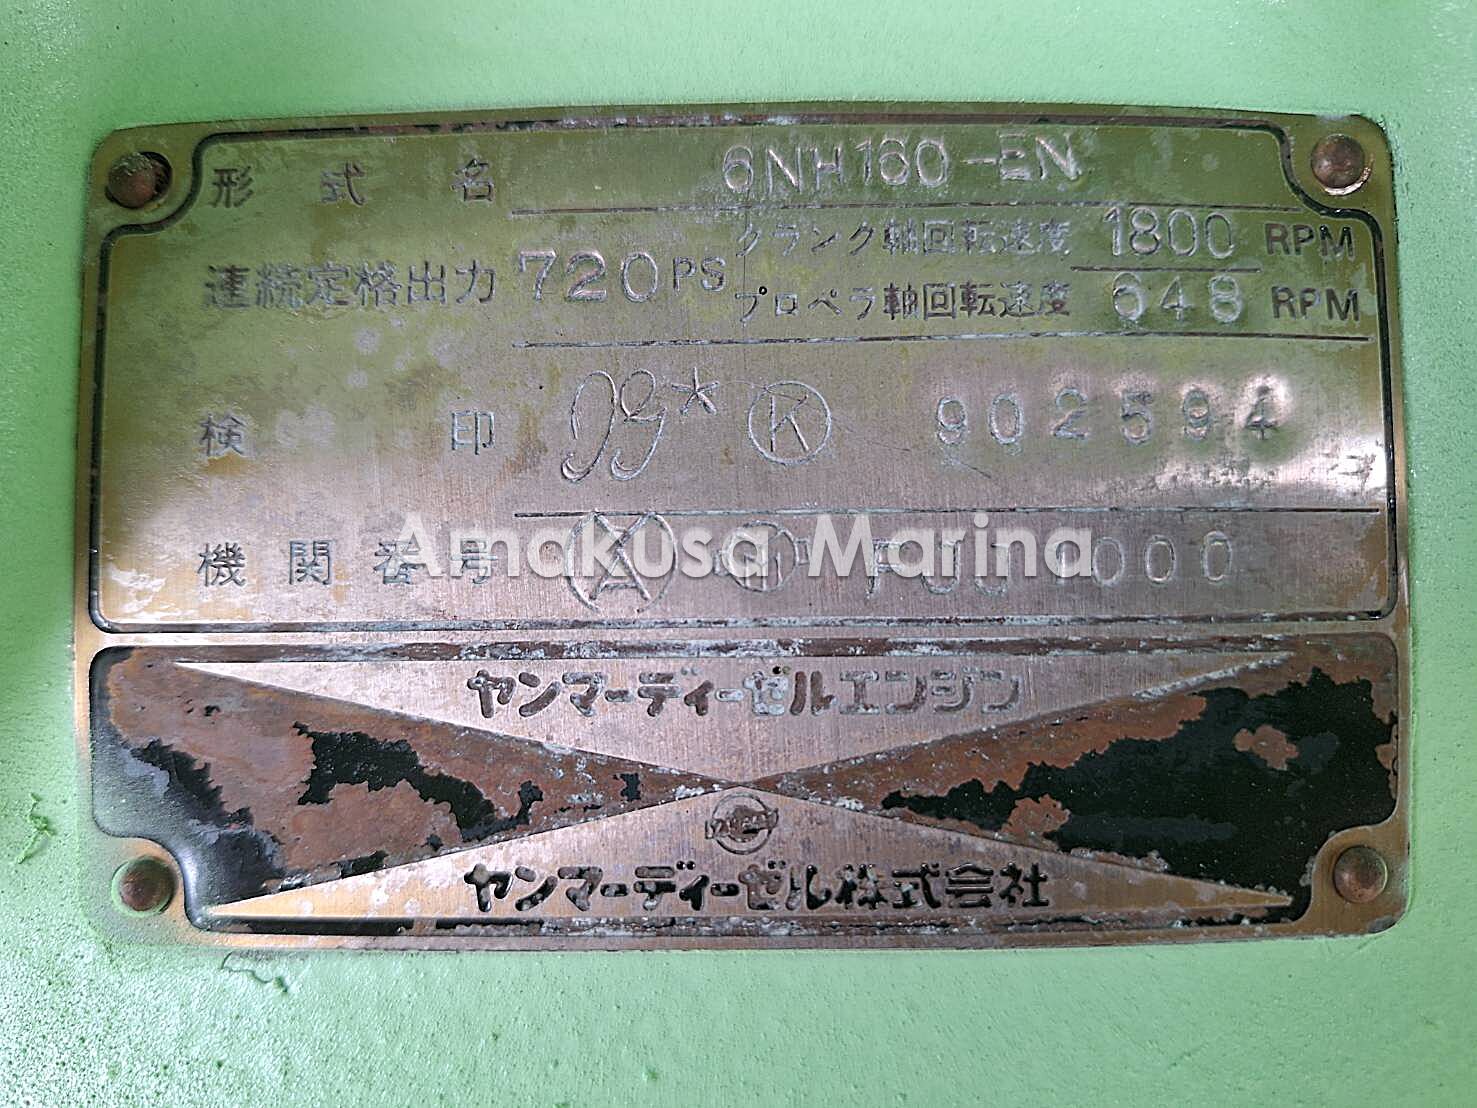 形式名 6NH160-EN
連続定格出力 720PS クランク軸回転速度 1800 RPM
プロペラ軸回転速度 648 RPM
検印 JG* K 902594
機関番号 1000
Amakusa Marina
ヤンマーディーゼルエンジン
ヤンマーディーゼル株式会社